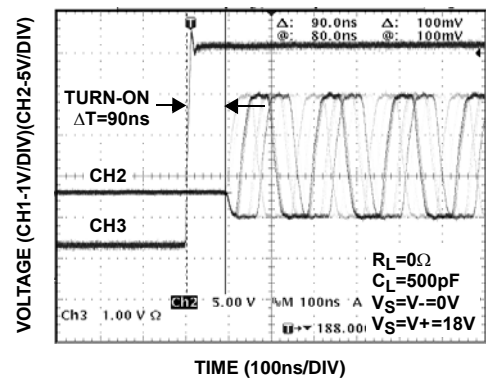 Δ: 90.0ns Δ: 100mV
@: 80.0ns @: 100mV
TURN-ON
ΔT=90ns
CH2
CH3
RL=0Ω
CL=500pF
VS=V-=0V
VS=V+=18V
Ch2 5.00 V M 100ns A
Ch3 1.00 V Ω
T 188.00
VOLTAGE (CH1-1V/DIV)(CH2-5V/DIV)
TIME (100ns/DIV)